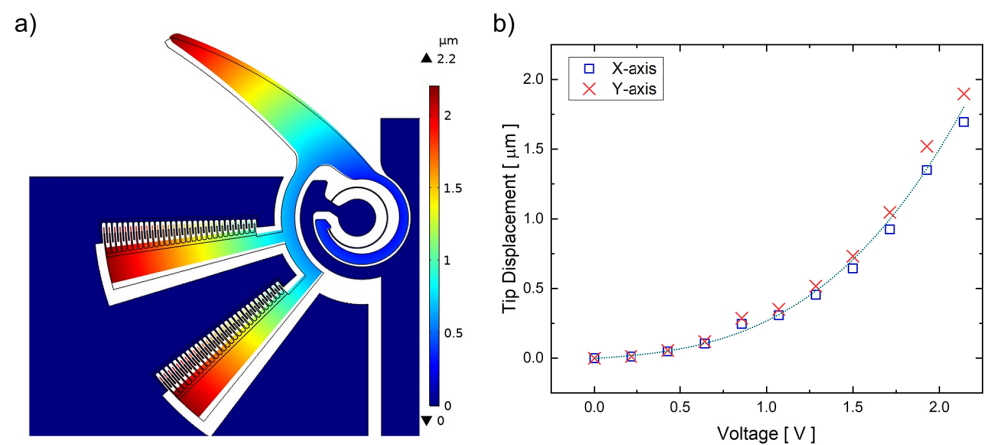 a)
µm
▲ 2.2
2
1.5
1
0.5
0
▼ 0
b)
X-axis
Y-axis
2.0
1.5
1.0
0.5
0.0
Tip Displacement [ µm ]
0.0 0.5 1.0 1.5 2.0
Voltage [ V ]